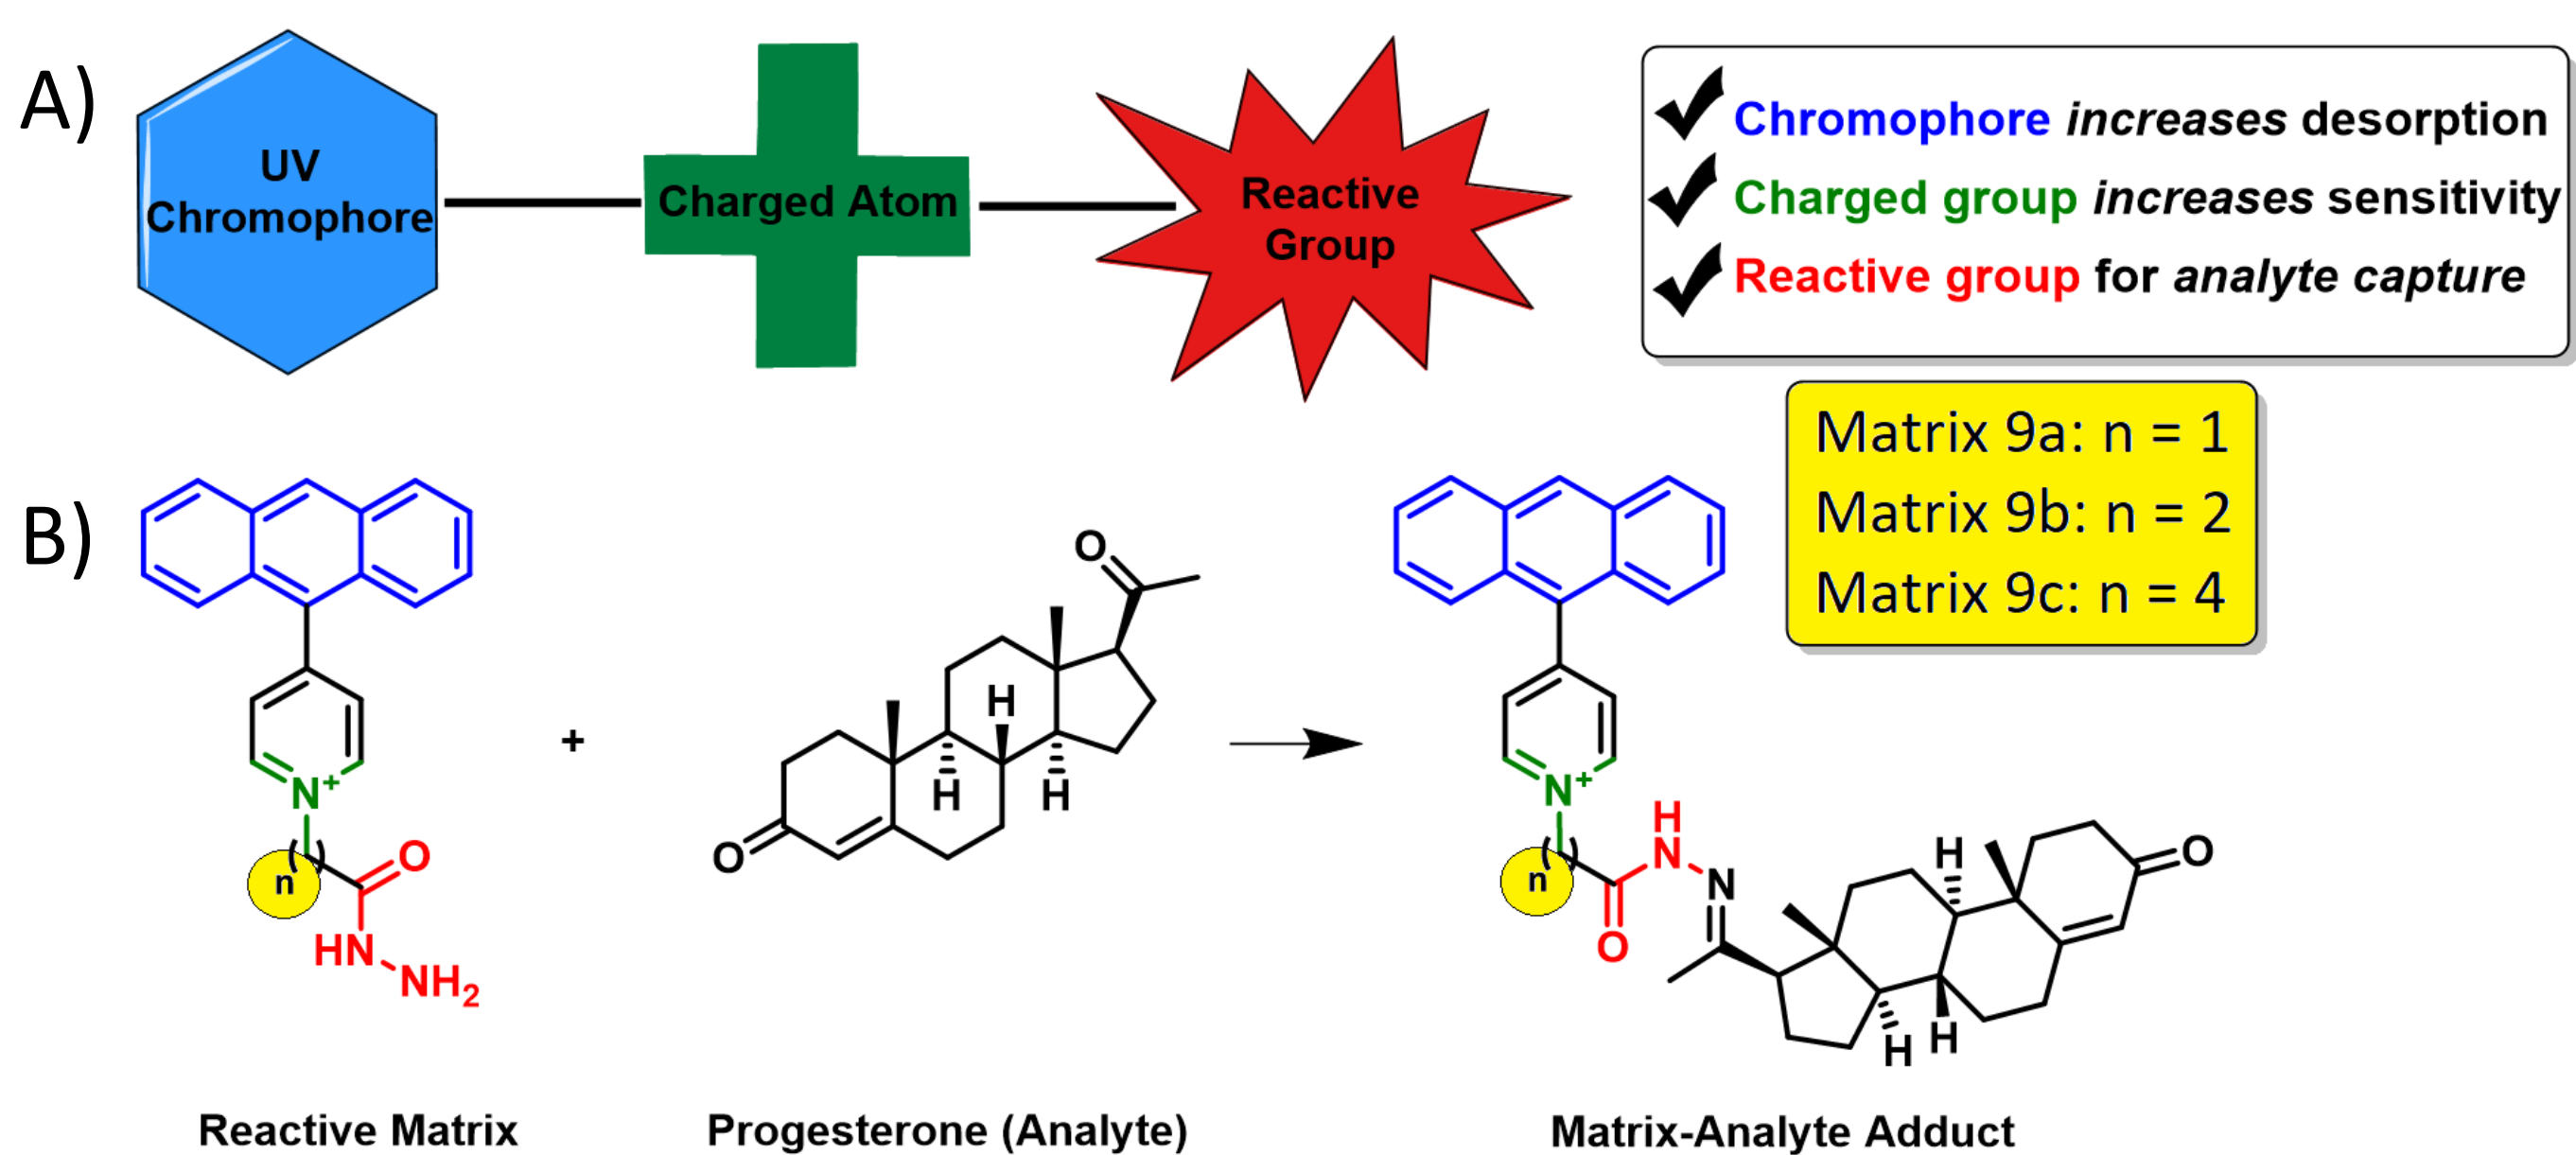 A)
UV
Chromophore
Charged Atom
Reactive
Group
Chromophore increases desorption
Charged group increases sensitivity
Reactive group for analyte capture
Matrix 9a: n = 1
Matrix 9b: n = 2
Matrix 9c: n = 4
B)
N+
n
O
HN
NH2
+
O
H
H
H
O
N+
n
H
N
N
O
H
O
H
H
Reactive Matrix
Progesterone (Analyte)
Matrix-Analyte Adduct